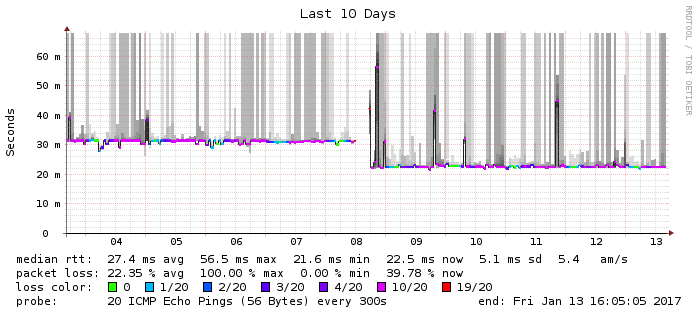 Last 10 Days
RRDTOOL / TOBI OETIKER
Seconds
60 m
50 m
40 m
30 m
20 m
10 m
0
04 05 06 07 08 09 10 11 12 13
median rtt: 27.4 ms avg 56.5 ms max 21.6 ms min 22.5 ms now 5.1 ms sd 5.4 am/s
packet loss: 22.35 % avg 100.00 % max 0.00 % min 39.78 % now
loss color: 0 1/20 2/20 3/20 4/20 10/20 19/20
probe: 20 ICMP Echo Pings (56 Bytes) every 300s end: Fri Jan 13 16:05:05 2017